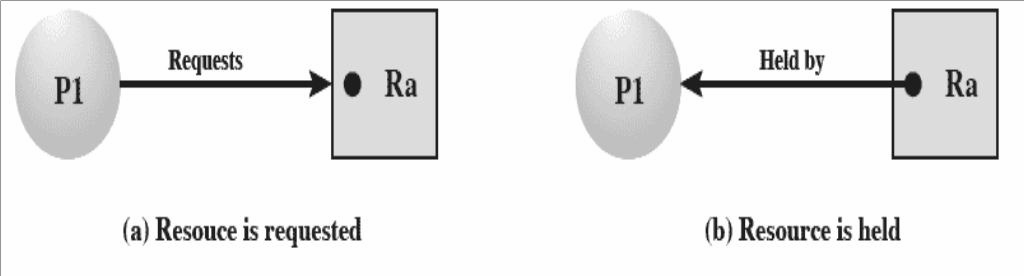 Requests
P1
Ra
Held by
P1
Ra
(a) Resouce is requested
(b) Resource is held